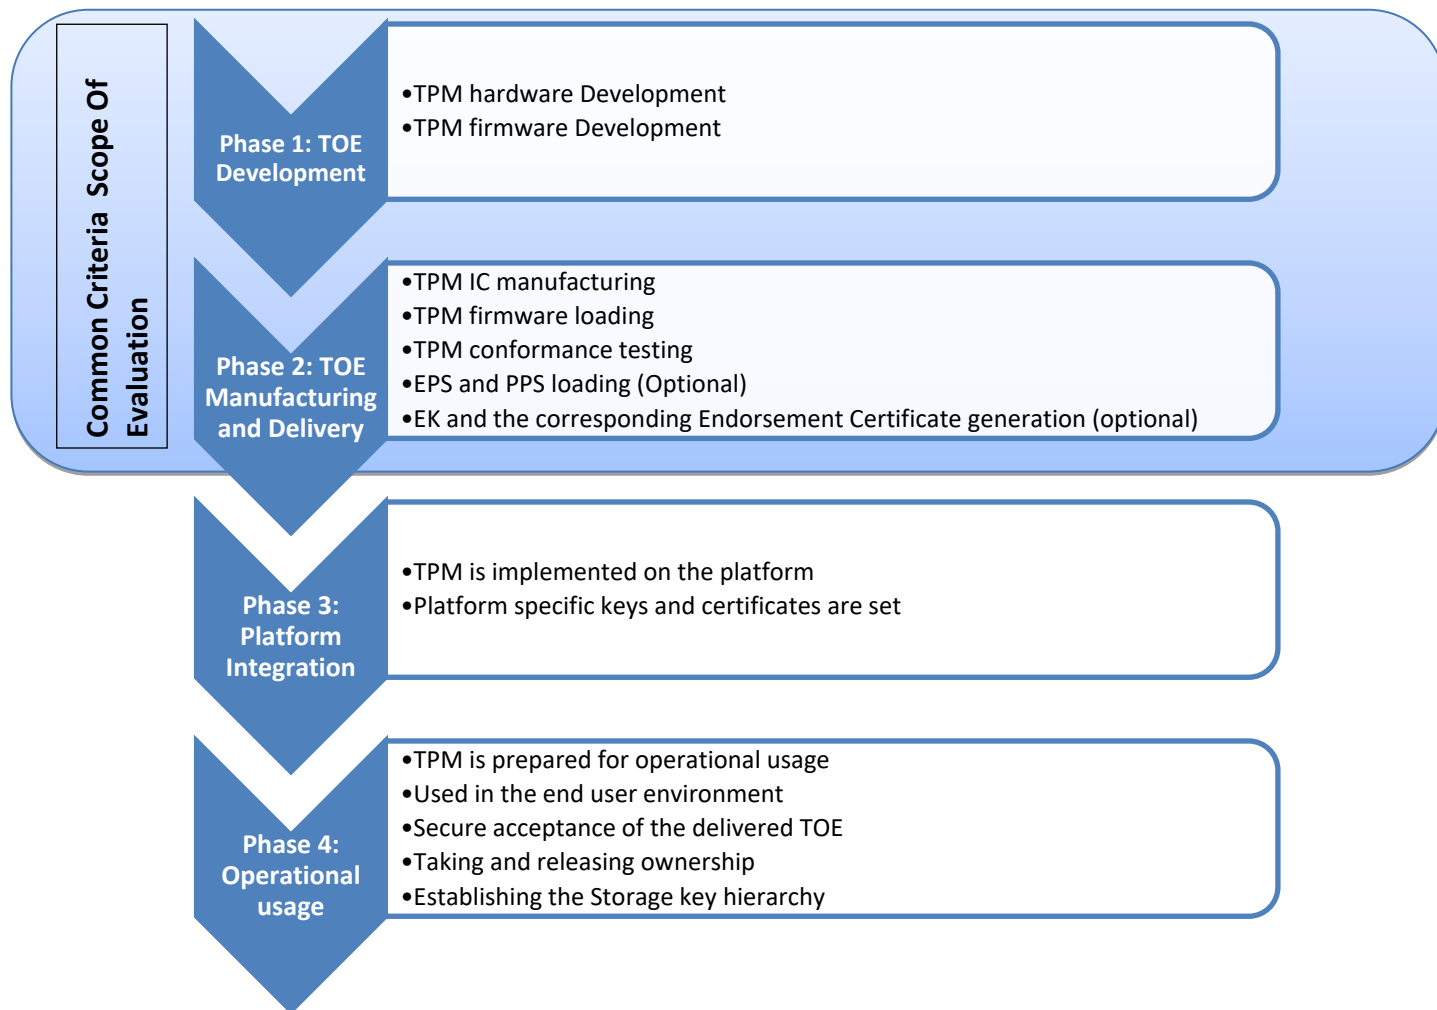 Common Criteria Scope Of
Evaluation
Phase 1: TOE
Development
•TPM hardware Development
•TPM firmware Development
Phase 2: TOE
Manufacturing
and Delivery
•TPM IC manufacturing
•TPM firmware loading
•TPM conformance testing
•EPS and PPS loading (Optional)
•EK and the corresponding Endorsement Certificate generation (optional)
Phase 3:
Platform
Integration
•TPM is implemented on the platform
•Platform specific keys and certificates are set
Phase 4:
Operational
usage
•TPM is prepared for operational usage
•Used in the end user environment
•Secure acceptance of the delivered TOE
•Taking and releasing ownership
•Establishing the Storage key hierarchy